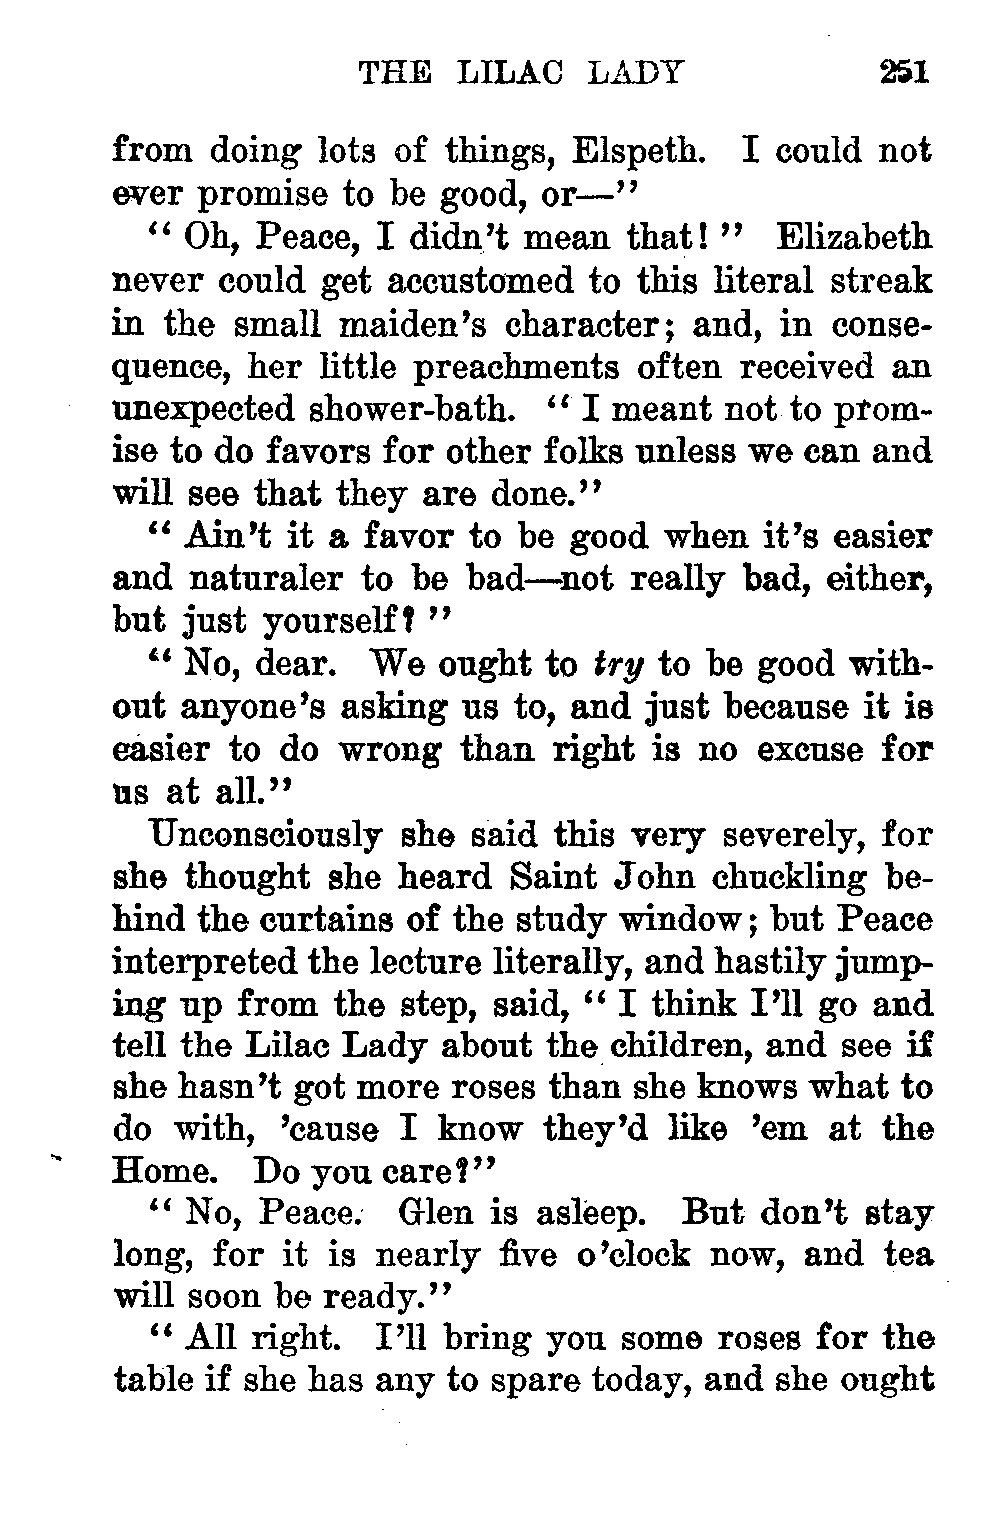 THE LILAC LADY 251
from doing lots of things, Elspeth. I could not
ever promise to be good, or—"
" Oh, Peace, I didn't mean that! " Elizabeth
never could get accustomed to this literal streak
in the small maiden's character; and, in conse-
quence, her little preachments often received an
unexpected shower-bath. " I meant not to prom-
ise to do favors for other folks unless we can and
will see that they are done."
" Ain't it a favor to be good when it's easier
and naturaler to be bad—not really bad, either,
but just yourself? "
" No, dear. We ought to try to be good with-
out anyone's asking us to, and just because it is
easier to do wrong than right is no excuse for
us at all."
Unconsciously she said this very severely, for
she thought she heard Saint John chuckling be-
hind the curtains of the study window; but Peace
interpreted the lecture literally, and hastily jump-
ing up from the step, said, " I think I'll go and
tell the Lilac Lady about the children, and see if
she hasn't got more roses than she knows what to
do with, 'cause I know they'd like 'em at the
Home. Do you care?"
" No, Peace. Glen is asleep. But don't stay
long, for it is nearly five o'clock now, and tea
will soon be ready."
" All right. I'll bring you some roses for the
table if she has any to spare today, and she ought